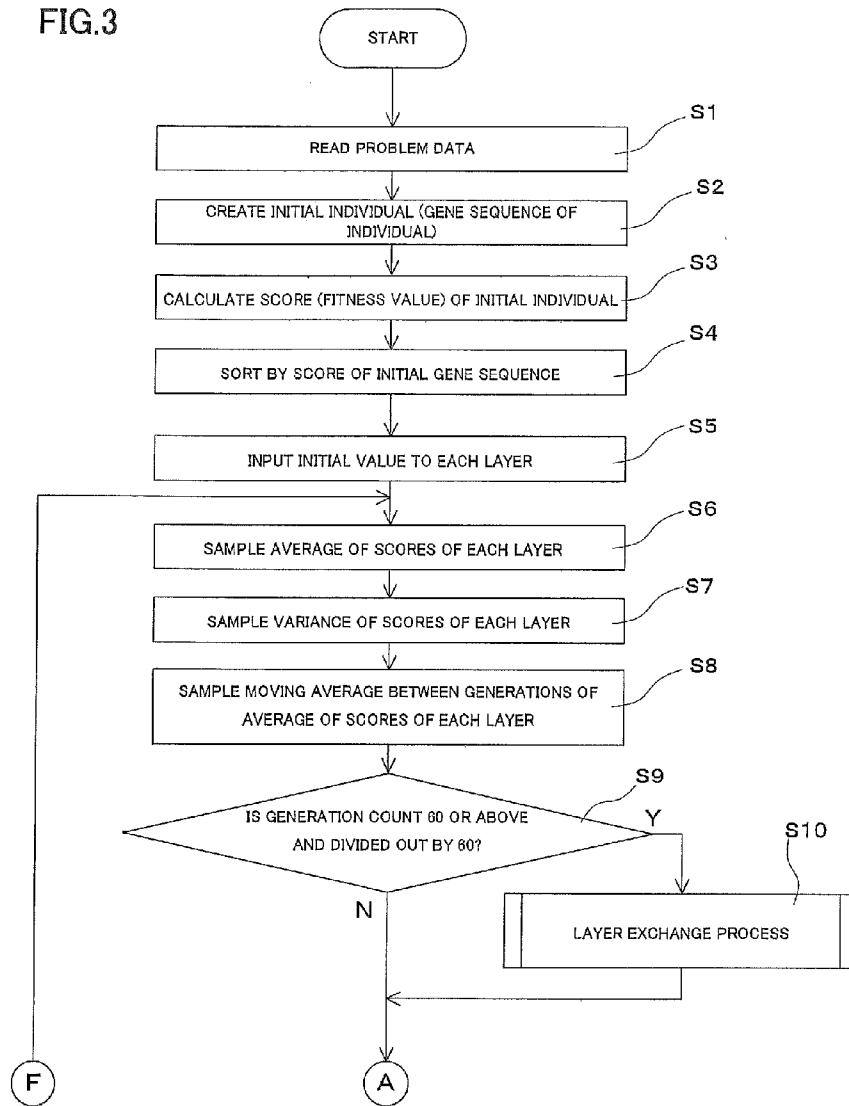 FIG.3
START
S1
READ PROBLEM DATA
S2
CREATE INITIAL INDIVIDUAL (GENE SEQUENCE OF
INDIVIDUAL)
S3
CALCULATE SCORE (FITNESS VALUE) OF INITIAL INDIVIDUAL
S4
SORT BY SCORE OF INITIAL GENE SEQUENCE
S5
INPUT INITIAL VALUE TO EACH LAYER
S6
SAMPLE AVERAGE OF SCORES OF EACH LAYER
S7
SAMPLE VARIANCE OF SCORES OF EACH LAYER
S8
SAMPLE MOVING AVERAGE BETWEEN GENERATIONS OF
AVERAGE OF SCORES OF EACH LAYER
S9
IS GENERATION COUNT 60 OR ABOVE
AND DIVIDED OUT BY 60?
Y
S10
N
LAYER EXCHANGE PROCESS
F
A